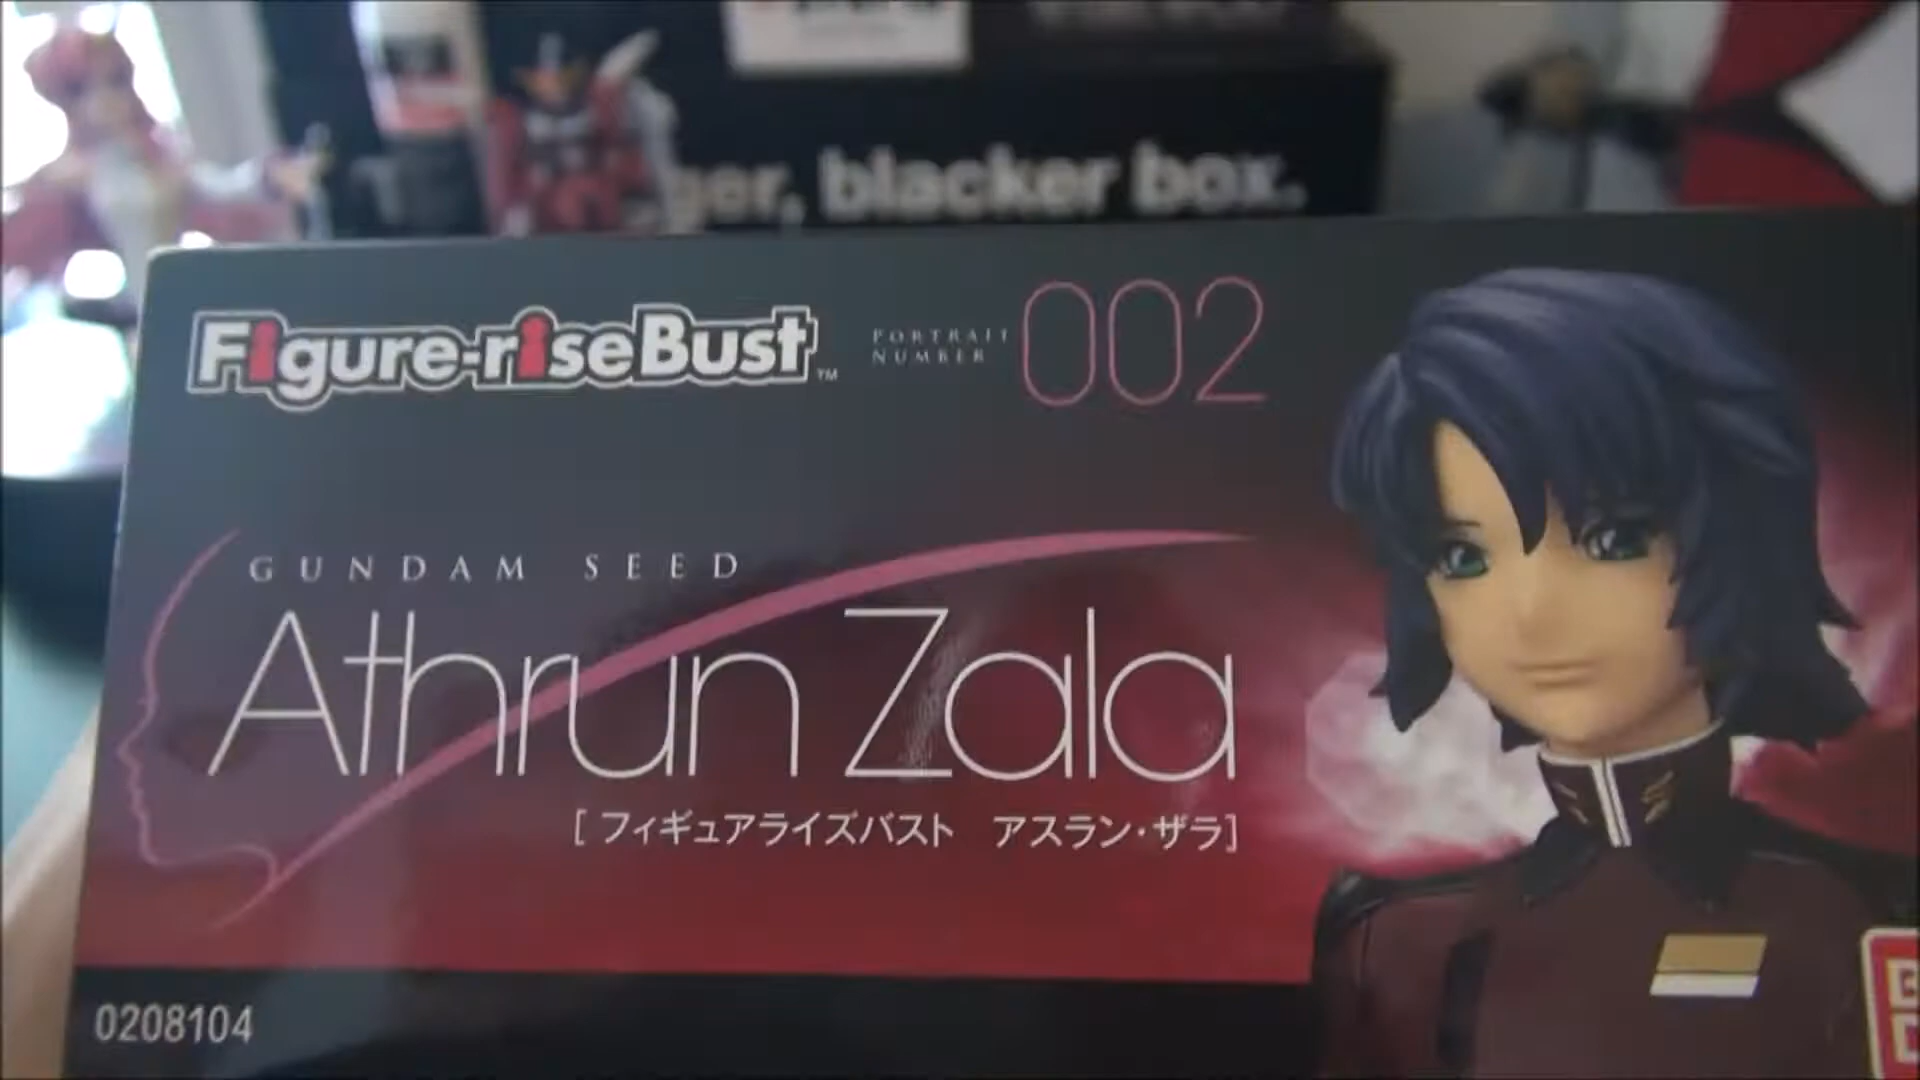 ger, blacker box.
Figure-riseBust™
PORTRAIT
NUMBER
002
GUNDAM SEED
Athrun Zala
[フィギュアライズバスト アスラン・ザラ]
0208104